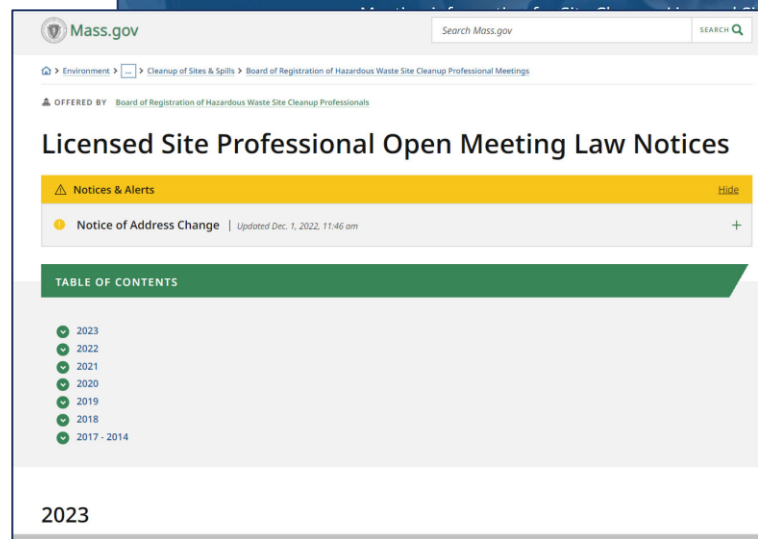 Mass.gov
Search Mass.gov
SEARCH
> Environment > ... > Cleanup of Sites & Spills > Board of Registration of Hazardous Waste Site Cleanup Professional Meetings
OFFERED BY Board of Registration of Hazardous Waste Site Cleanup Professionals
Licensed Site Professional Open Meeting Law Notices
Notices & Alerts
Hide
Notice of Address Change | Updated Dec. 1, 2022, 11:46 am
+
TABLE OF CONTENTS
2023
2022
2021
2020
2019
2018
2017 - 2014
2023